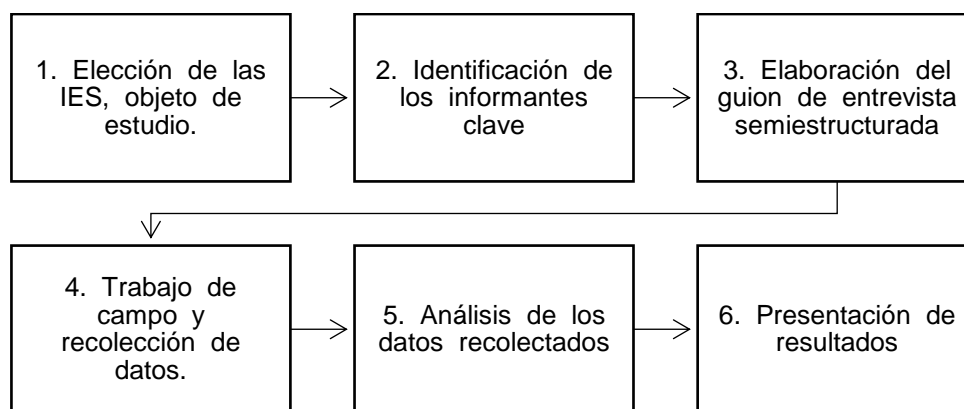 1. Elección de las
IES, objeto de
estudio.
2. Identificación de
los informantes
clave
3. Elaboración del
guion de entrevista
semiestructurada
4. Trabajo de
campo y
recolección de
datos.
5. Análisis de los
datos recolectados
6. Presentación de
resultados